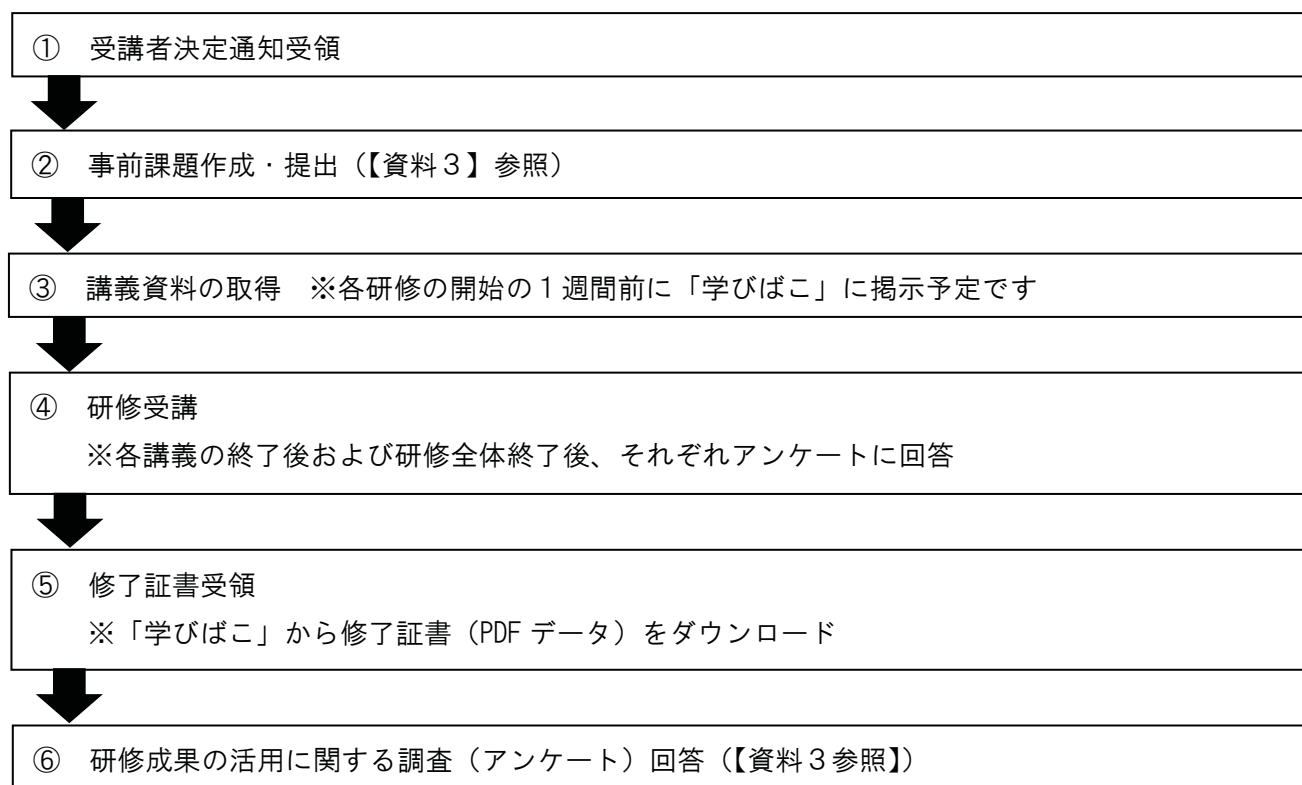 ① 受講者決定通知受領
② 事前課題作成・提出(【資料3】参照)
③ 講義資料の取得 ※各研修の開始の1週間前に「学びばこ」に掲示予定です
④ 研修受講
※各講義の終了後および研修全体終了後、それぞれアンケートに回答
⑤ 修了証書受領
※「学びばこ」から修了証書(PDF データ)をダウンロード
⑥ 研修成果の活用に関する調査(アンケート)回答(【資料3参照】)